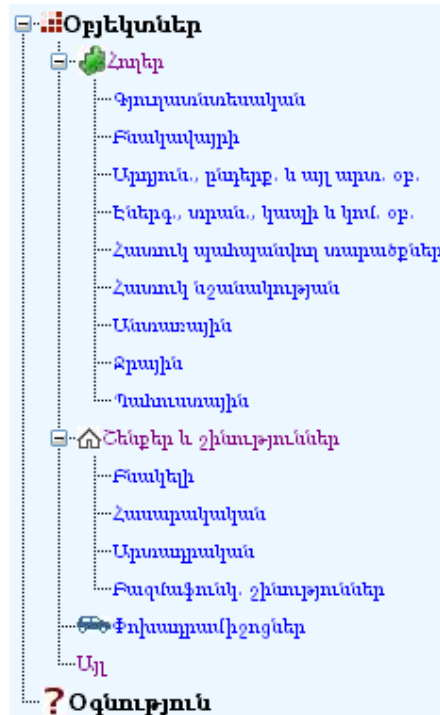 Օբյեկտներ
Հողեր
Գյուղատնտեսական
Բնակավայրի
Արդյուն., ընդերք. և այլ արտ. օբ.
Էներգ., տրան., կապի և կոմ. օբ.
Հատուկ պահպանվող տարածքներ
Հատուկ նշանակության
Անտառային
Ջրային
Պահուստային
Շենքեր և շինություններ
Բնակելի
Հասարակական
Արտադրական
Բազմաֆունկ. շինություններ
Փոխադրամիջոցներ
Այլ
Օգնություն